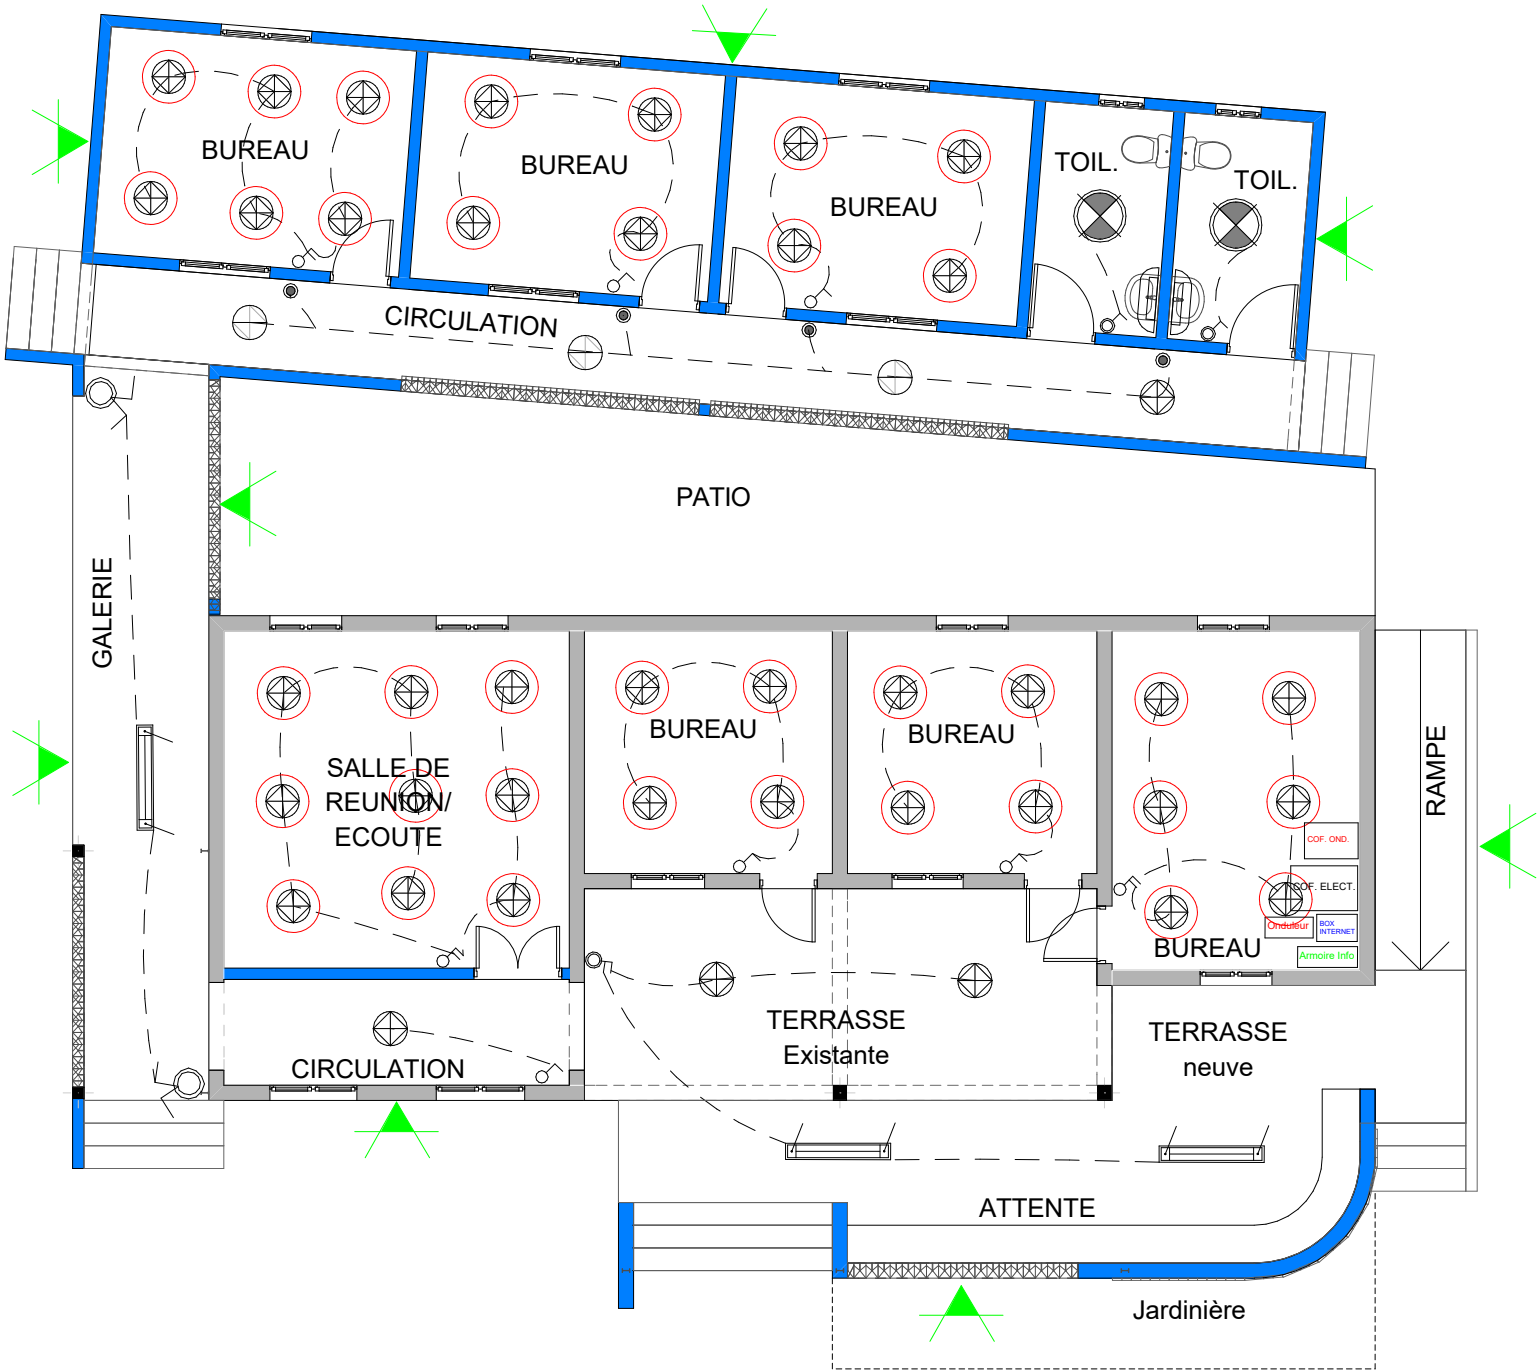 BUREAU
BUREAU
BUREAU
TOIL.
TOIL.
CIRCULATION
PATIO
GALERIE
SALLE DE
REUNION/
ECOUTE
BUREAU
BUREAU
RAMPE
COF. OND.
COF. ELECT.
Onduleur
BOX
INTERNET
BUREAU
Armoire Info
TERRASSE
Existante
TERRASSE
neuve
CIRCULATION
ATTENTE
Jardinière